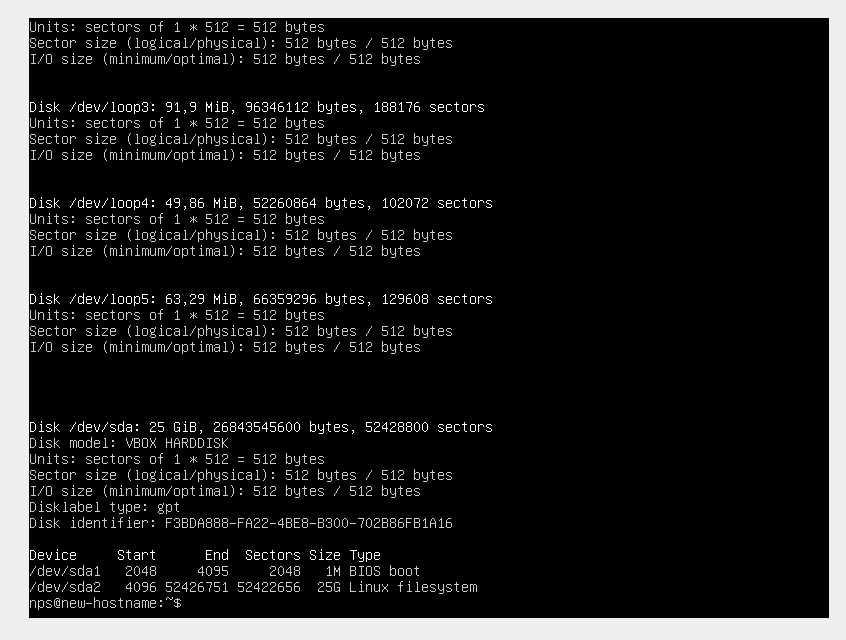 Units: sectors of 1 * 512 = 512 bytes
Sector size (logical/physical): 512 bytes / 512 bytes
I/O size (minimum/optimal): 512 bytes / 512 bytes
Disk /dev/loop3: 91,9 MiB, 96346112 bytes, 188176 sectors
Units: sectors of 1 * 512 = 512 bytes
Sector size (logical/physical): 512 bytes / 512 bytes
I/O size (minimum/optimal): 512 bytes / 512 bytes
Disk /dev/loop4: 49,86 MiB, 52260864 bytes, 102072 sectors
Units: sectors of 1 * 512 = 512 bytes
Sector size (logical/physical): 512 bytes / 512 bytes
I/O size (minimum/optimal): 512 bytes / 512 bytes
Disk /dev/loop5: 63,29 MiB, 66359296 bytes, 129608 sectors
Units: sectors of 1 * 512 = 512 bytes
Sector size (logical/physical): 512 bytes / 512 bytes
I/O size (minimum/optimal): 512 bytes / 512 bytes
Disk /dev/sda: 25 GiB, 26843545600 bytes, 52428800 sectors
Disk model: VBOX HARDDISK
Units: sectors of 1 * 512 = 512 bytes
Sector size (logical/physical): 512 bytes / 512 bytes
I/O size (minimum/optimal): 512 bytes / 512 bytes
Disklabel type: gpt
Disk identifier: F3BDA888-FA22-4BE8-B300-702B86FB1A16
Device     Start      End  Sectors Size Type
/dev/sda1   2048     4095     2048   1M BIOS boot
/dev/sda2   4096 52426751 52422656  25G Linux filesystem
nps@new-hostname:~$